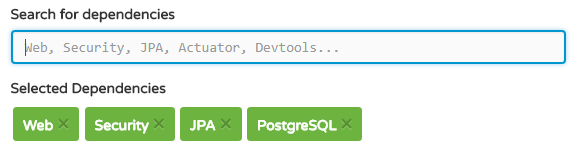 Search for dependencies
Web, Security, JPA, Actuator, Devtools...
Selected Dependencies
Web × Security × JPA × PostgreSQL ×